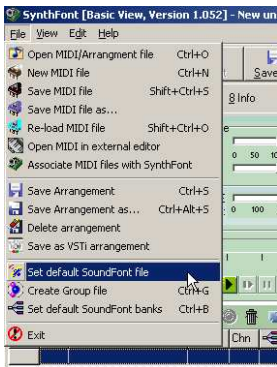 SynthFont [Basic View, Version 1.052] - New un
File View Edit Help
Open MIDI/Arrangment file Ctrl+O
New MIDI file Ctrl+N
Save MIDI file Shift+Ctrl+S
Save MIDI file as...
Re-load MIDI file Shift+Ctrl+O
Open MIDI in external editor
Associate MIDI files with SynthFont
Save Arrangement Ctrl+S
Save Arrangement as... Ctrl+Alt+S
Delete arrangement
Save as VSTi arrangement
Set default SoundFont file
Create Group file Ctrl+G
Set default SoundFont banks Ctrl+B
Exit
Save
8 Info
0 50 10
0 100
Chn